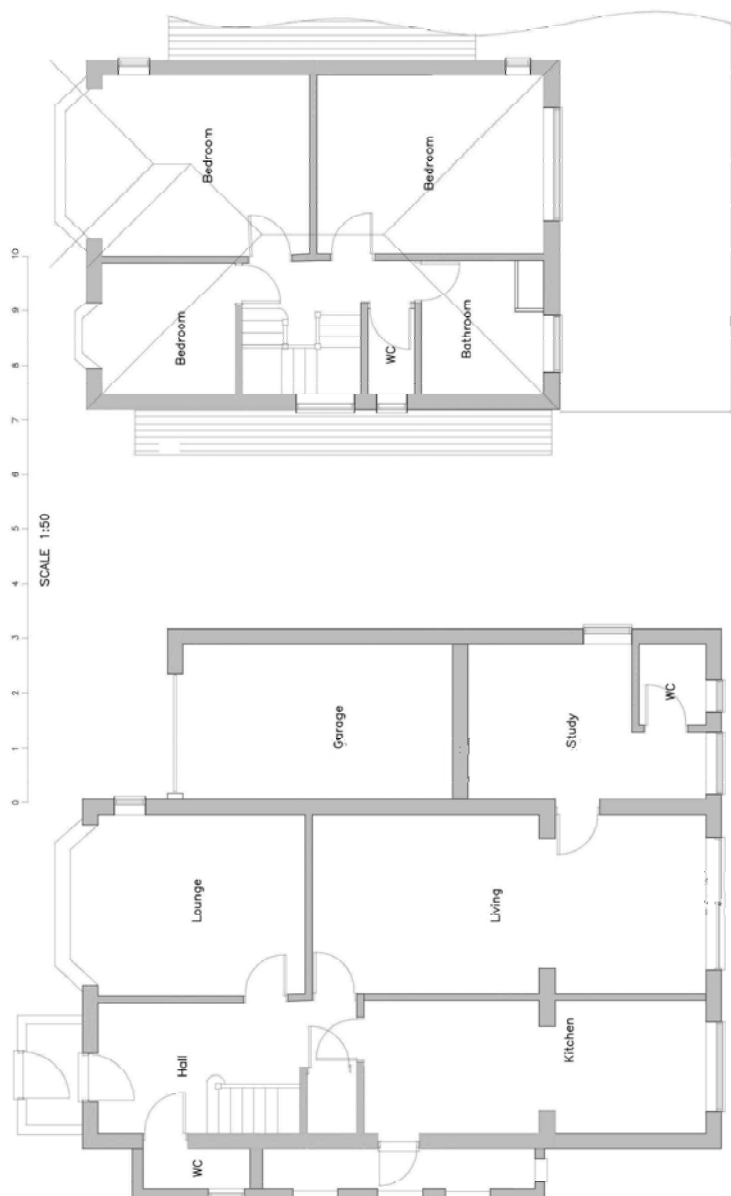 Bedroom
Bedroom
Bedroom
WC
Bathroom
0 1 2 3 4 5 6 7 8 9 10
SCALE 1:50
Garage
Study
WC
Lounge
Living
Hall
Kitchen
WC